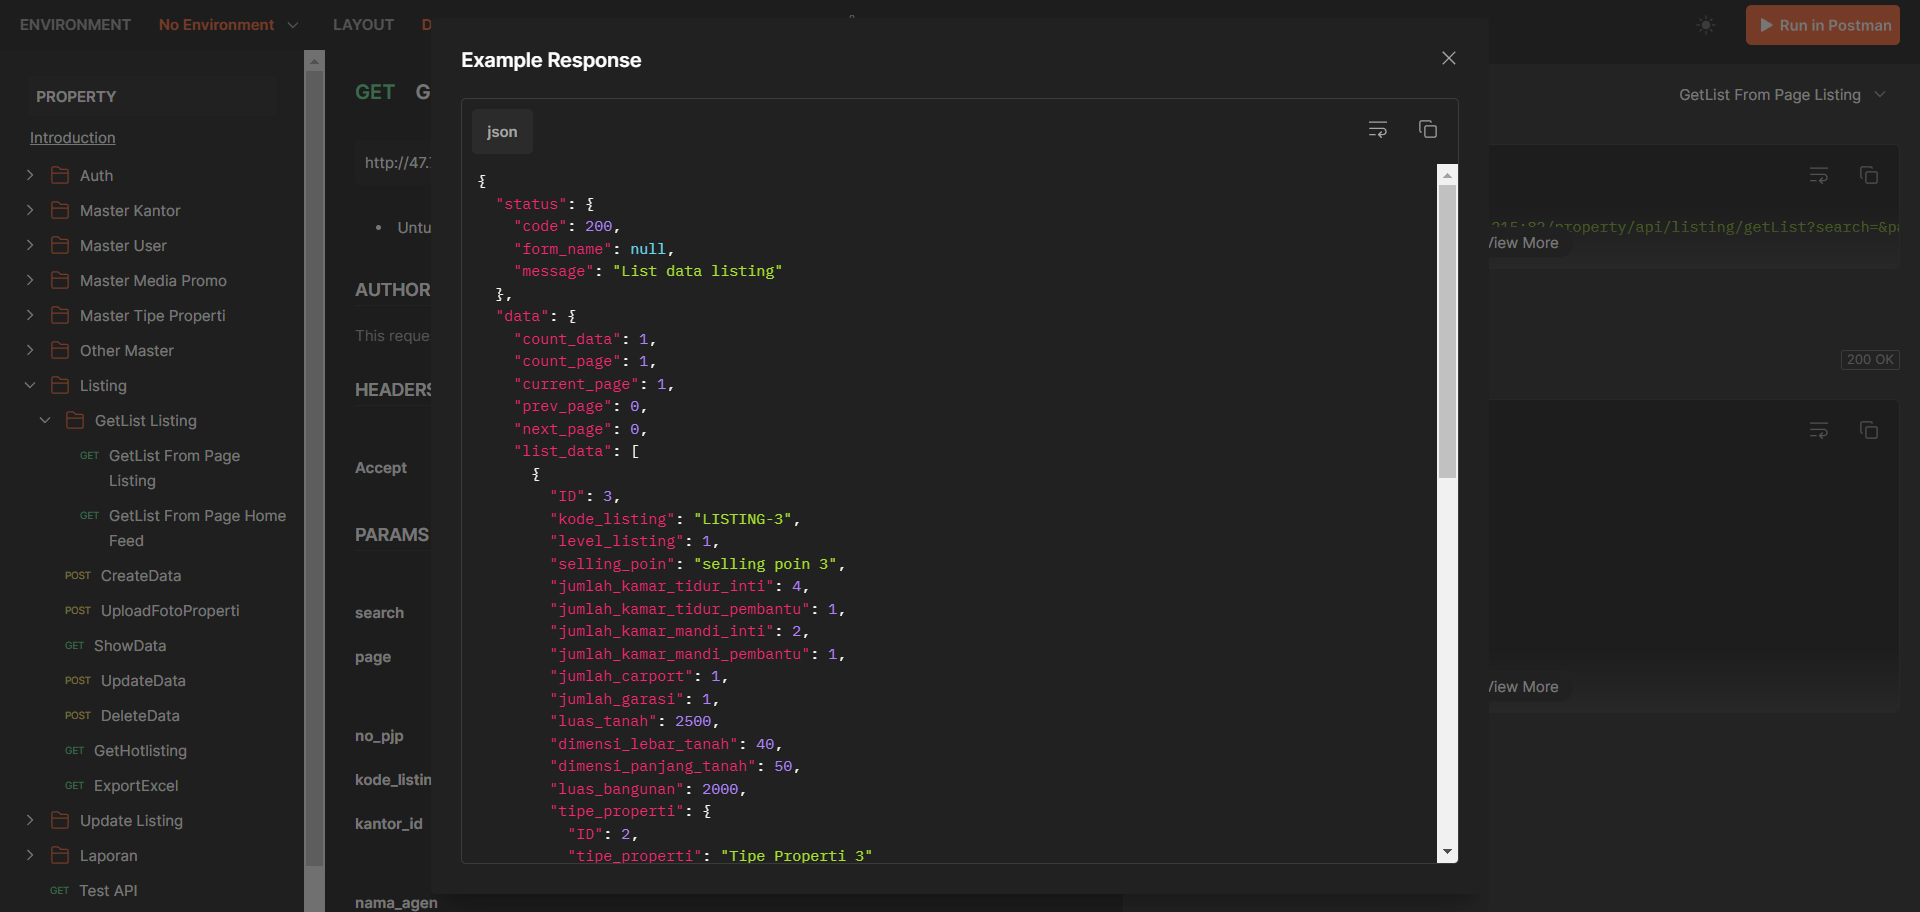 ENVIRONMENT No Environment LAYOUT
Run in Postman
PROPERTY
Introduction
Auth
Master Kantor
Master User
Master Media Promo
Master Tipe Properti
Other Master
Listing
GetList Listing
GET GetList From Page
Listing
GET GetList From Page Home
Feed
POST CreateData
POST UploadFotoProperti
GET ShowData
POST UpdateData
POST DeleteData
GET GetHotlisting
GET ExportExcel
Update Listing
Laporan
GET Test API
GET G
http://47.
Untu
AUTHOR
This reque
HEADERS
Accept
PARAMS
search
page
no_pjp
kode_listin
kantor_id
nama_agen
Example Response
json
{
"status": {
"code": 200,
"form_name": null,
"message": "List data listing"
},
"data": {
"count_data": 1,
"count_page": 1,
"current_page": 1,
"prev_page": 0,
"next_page": 0,
"list_data": [
{
"ID": 3,
"kode_listing": "LISTING-3",
"level_listing": 1,
"selling_poin": "selling poin 3",
"jumlah_kamar_tidur_inti": 4,
"jumlah_kamar_tidur_pembantu": 1,
"jumlah_kamar_mandi_inti": 2,
"jumlah_kamar_mandi_pembantu": 1,
"jumlah_carport": 1,
"jumlah_garasi": 1,
"luas_tanah": 2500,
"dimensi_lebar_tanah": 40,
"dimensi_panjang_tanah": 50,
"luas_bangunan": 2000,
"tipe_properti": {
"ID": 2,
"tipe_properti": "Tipe Properti 3"
GetList From Page Listing
215:82/property/api/listing/getList?search=&pa
View More
200 OK
View More